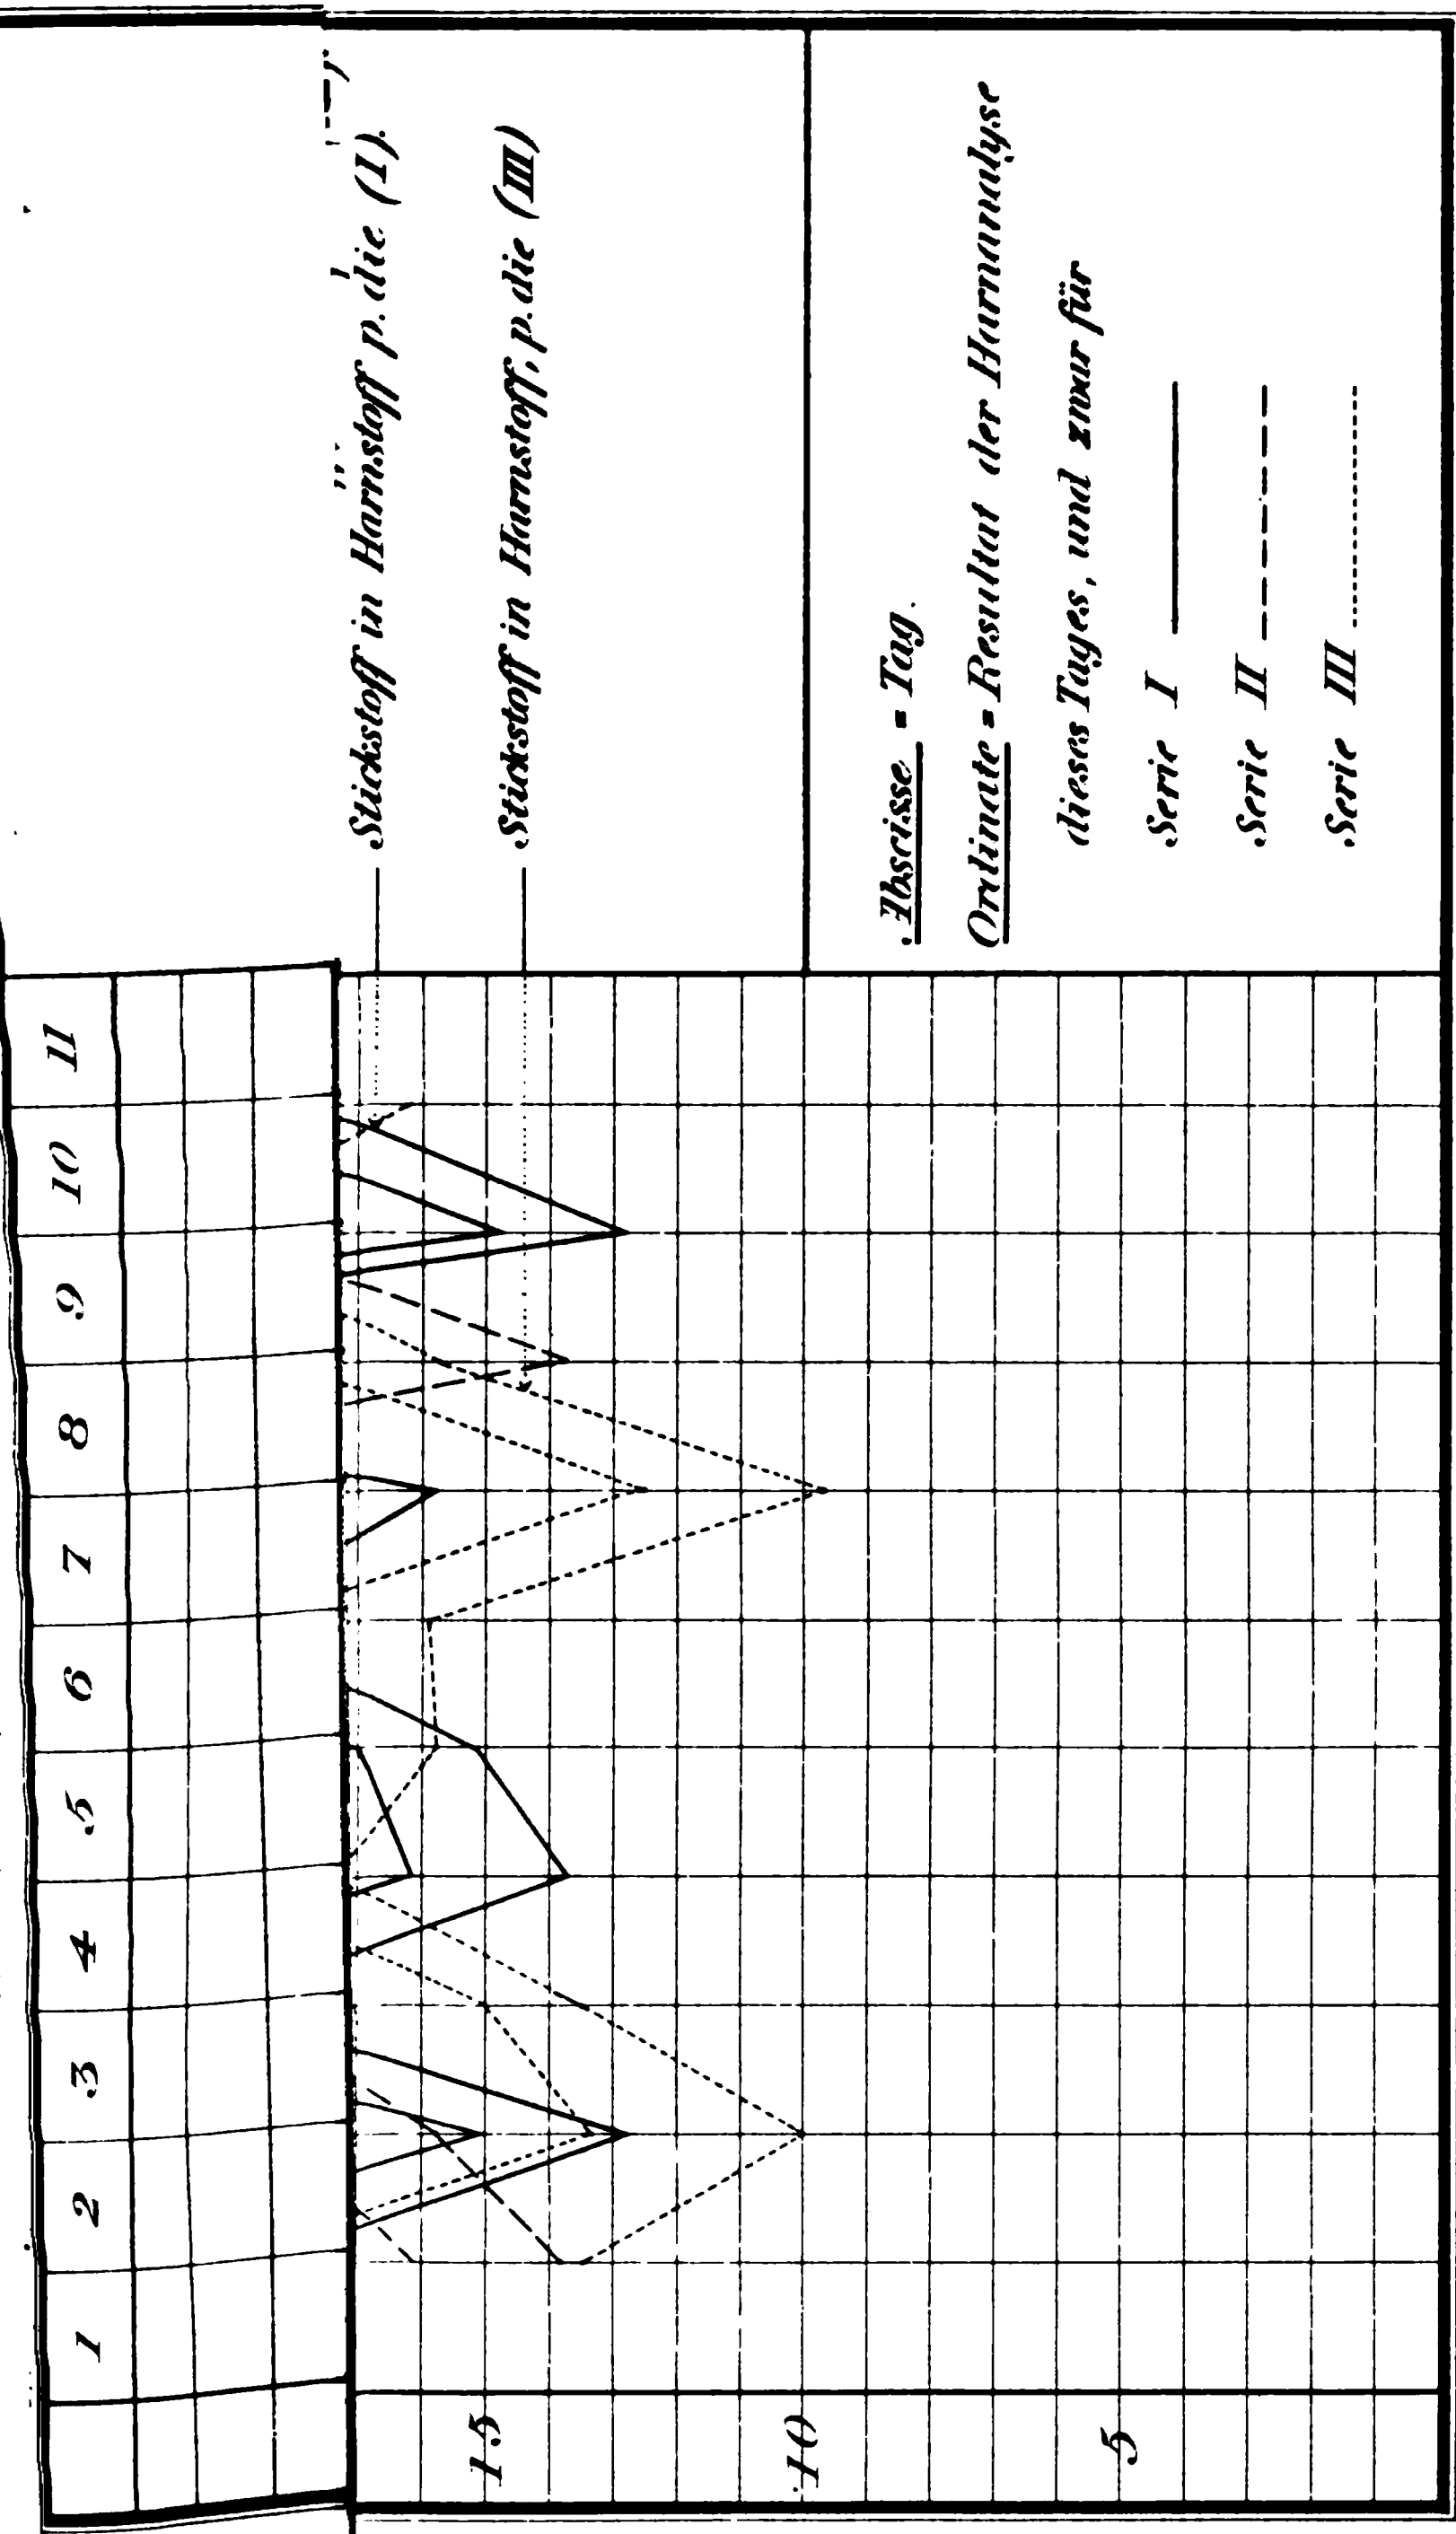 1 2 3 4 5 6 7 8 9 10 11
15
10
5
Stickstoff in Harnstoff p. die (I).
Stickstoff in Harnstoff, p. die (III)
Abscisse = Tag.
Ordinate = Resultat der Harnanalyse
dieses Tages, und zwar für
Serie I
Serie II
Serie III